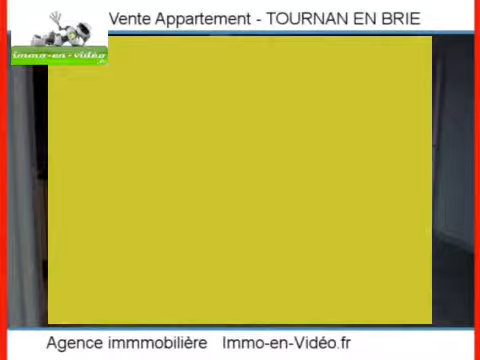 Vente Appartement - TOURNAN EN BRIE
immo-en-vidéo
Agence immmobilière Immo-en-Vidéo.fr